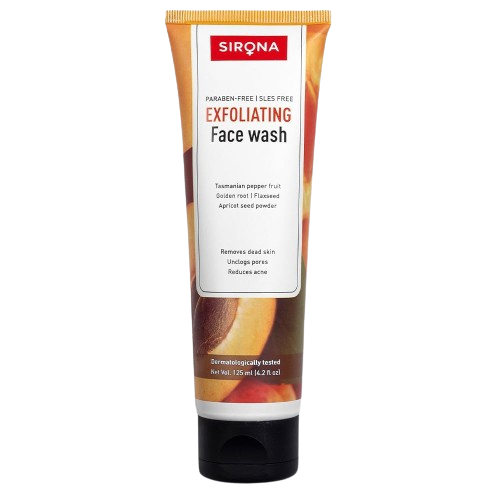 SIRONA
PARABEN-FREE | SLES FREE
EXFOLIATING
Face wash
Tasmanian pepper fruit
Golden root | Flaxseed
Apricot seed powder
Removes dead skin
Unclogs pores
Reduces acne
Dermatologically tested
Net Vol. 125 ml (4.2 fl oz)